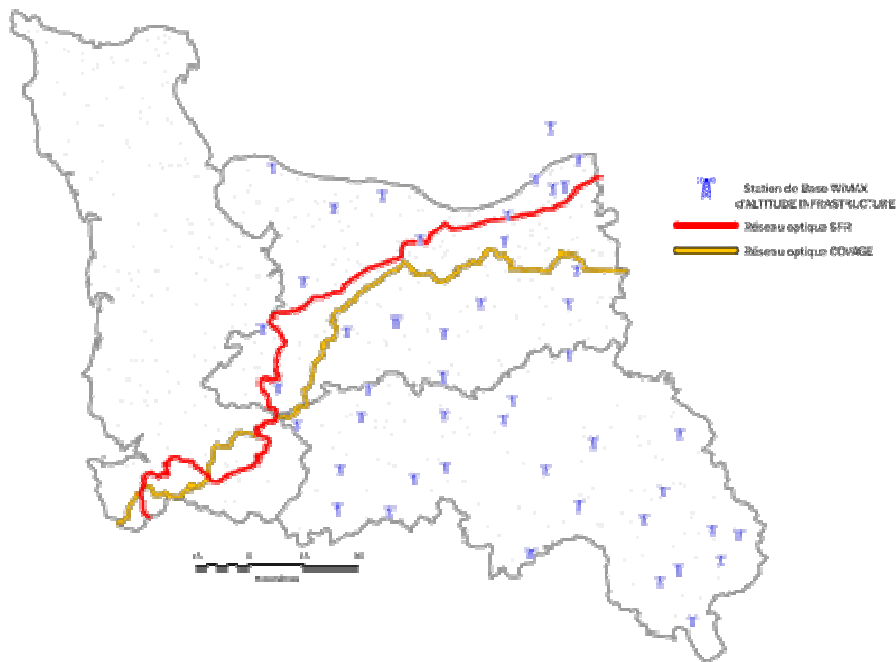 Station de Base WIMAX
d'ALTITUDE INFRASTRUCTURE
Réseau optique SFR
Réseau optique COVAGE